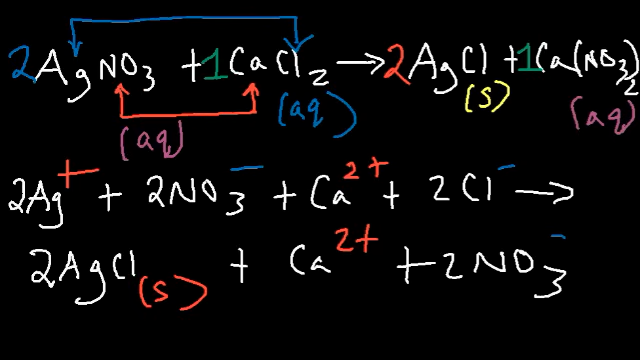 2AgNO₃ + 1CaCl₂ → 2AgCl + 1Ca(NO₃)₂
(aq) (aq) (s) (aq)
2Ag⁺ + 2NO₃⁻ + Ca²⁺ + 2Cl⁻ →
2AgCl(s) + Ca²⁺ + 2NO₃⁻